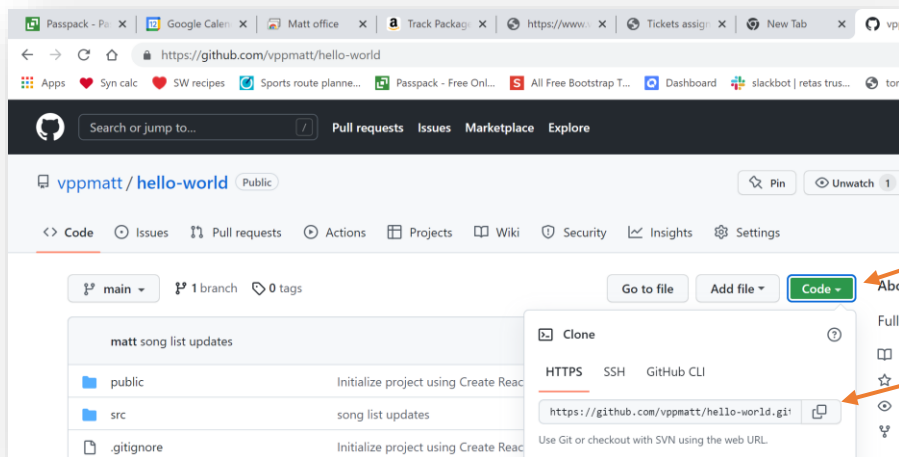 Passpack - Pa Google Calen Matt office Track Package https://www. Tickets assign New Tab
https://github.com/vppmatt/hello-world
Apps Syn calc SW recipes Sports route planne... Passpack - Free Onl... All Free Bootstrap T... Dashboard slackbot | retas trus...
Search or jump to... / Pull requests Issues Marketplace Explore
vppmatt / hello-world Public Pin Unwatch 1
<> Code Issues Pull requests Actions Projects Wiki Security Insights Settings
main 1 branch 0 tags Go to file Add file Code
matt song list updates
public Initialize project using Create Reac
src song list updates
.gitignore Initialize project using Create Reac
Clone
HTTPS SSH GitHub CLI
https://github.com/vppmatt/hello-world.git
Use Git or checkout with SVN using the web URL.